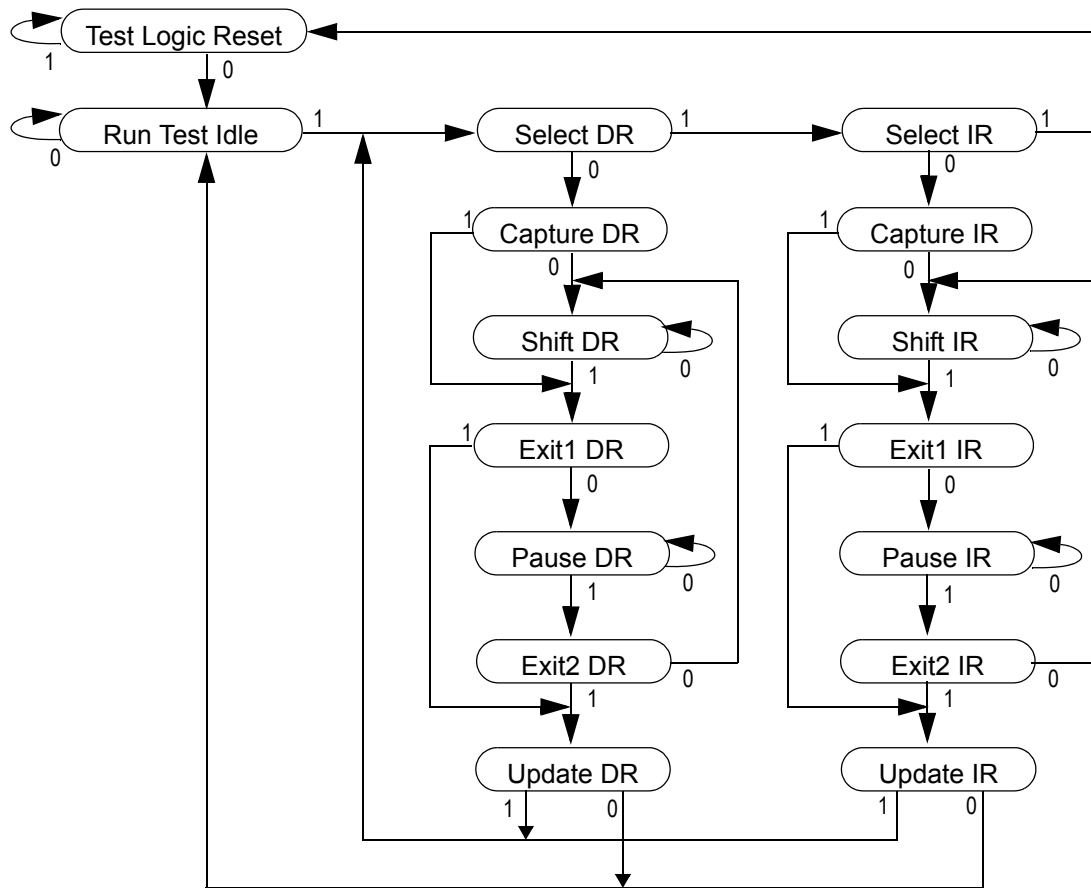 Test Logic Reset
1
0
Run Test Idle
0
1
Select DR
1
0
Select IR
1
0
1
Capture DR
0
1
Capture IR
0
Shift DR
0
1
Shift IR
0
1
1
Exit1 DR
0
1
Exit1 IR
0
Pause DR
0
1
Pause IR
0
1
Exit2 DR
0
1
Exit2 IR
0
1
Update DR
1
0
Update IR
1
0